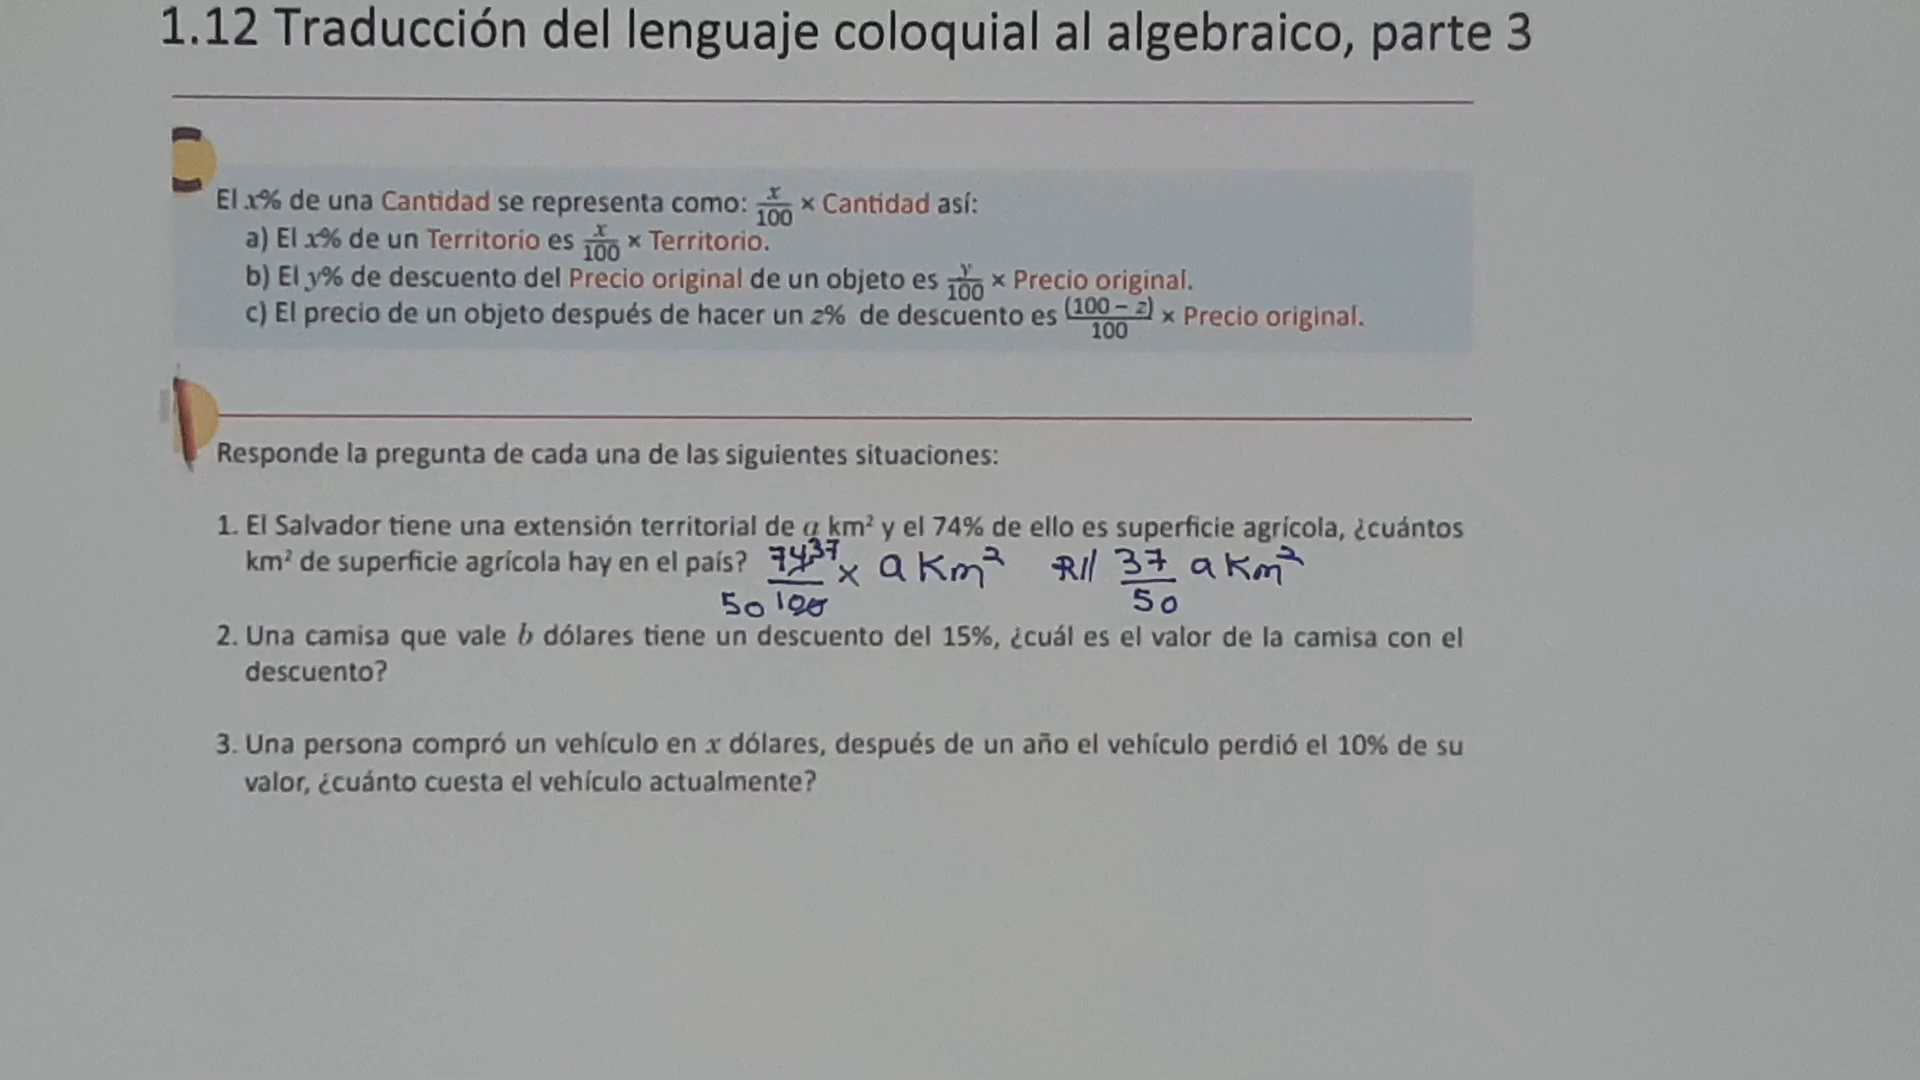 1.12 Traducción del lenguaje coloquial al algebraico, parte 3
El x% de una Cantidad se representa como: x/100 × Cantidad así:
a) El x% de un Territorio es x/100 × Territorio.
b) El y% de descuento del Precio original de un objeto es y/100 × Precio original.
c) El precio de un objeto después de hacer un z% de descuento es (100 – z)/100 × Precio original.
Responde la pregunta de cada una de las siguientes situaciones:
1. El Salvador tiene una extensión territorial de a km² y el 74% de ello es superficie agrícola, ¿cuántos
km² de superficie agrícola hay en el país? 74 37/50 100 × a Km² R// 37/50 a Km²
2. Una camisa que vale b dólares tiene un descuento del 15%, ¿cuál es el valor de la camisa con el
descuento?
3. Una persona compró un vehículo en x dólares, después de un año el vehículo perdió el 10% de su
valor, ¿cuánto cuesta el vehículo actualmente?